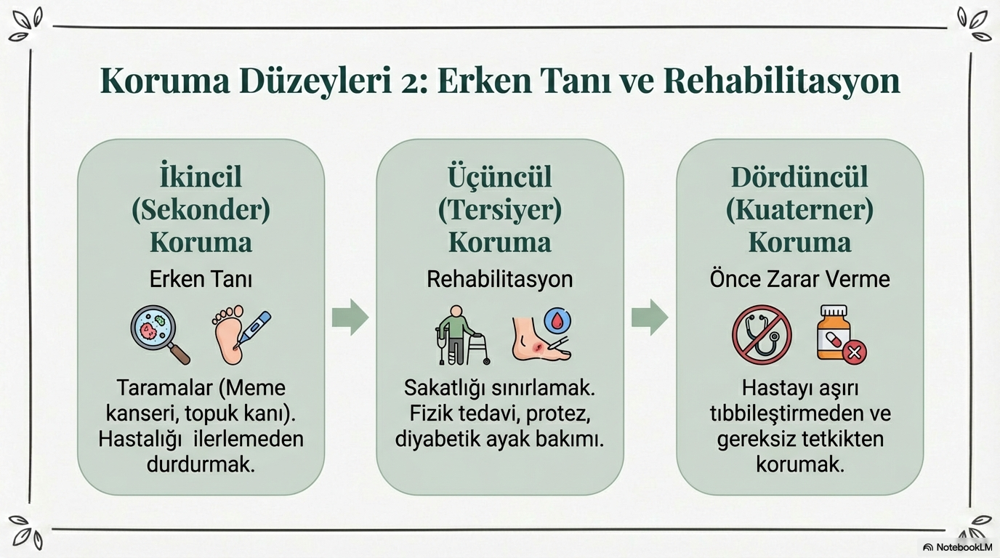 Koruma Düzeyleri 2: Erken Tanı ve Rehabilitasyon
İkincil
(Sekonder)
Koruma
Erken Tanı
Taramalar (Meme
kanseri, topuk kanı).
Hastalığı ilerlemeden
durdurmak.
Üçüncül
(Tersiyer)
Koruma
Rehabilitasyon
Sakatlığı sınırlamak.
Fizik tedavi, protez,
diyabetik ayak bakımı.
Dördüncül
(Kuaterner)
Koruma
Önce Zarar Verme
Hastayı aşırı
tıbbileştirmeden ve
gereksiz tetkikten
korumak.
NotebookLM